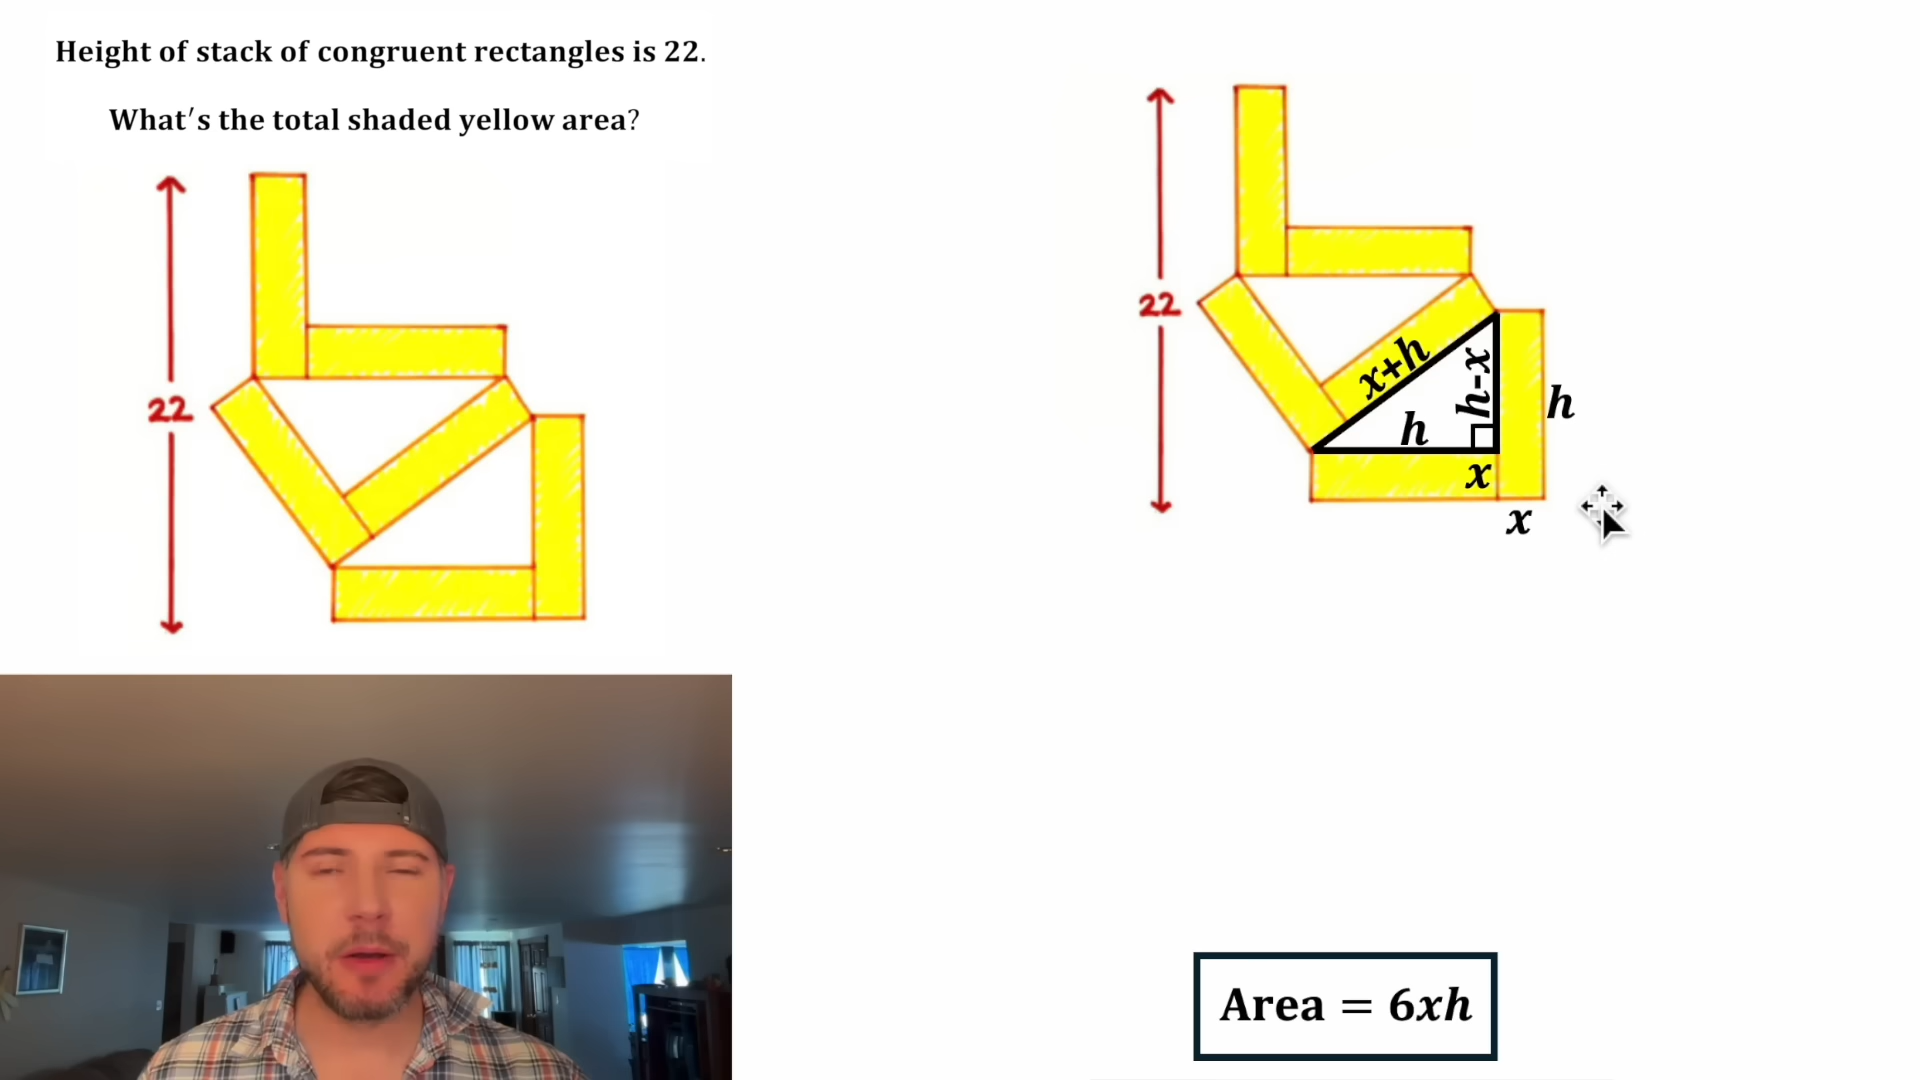 Height of stack of congruent rectangles is 22.
What's the total shaded yellow area?
22
22
x+h
h-x
h
h
x
x
Area = 6xh